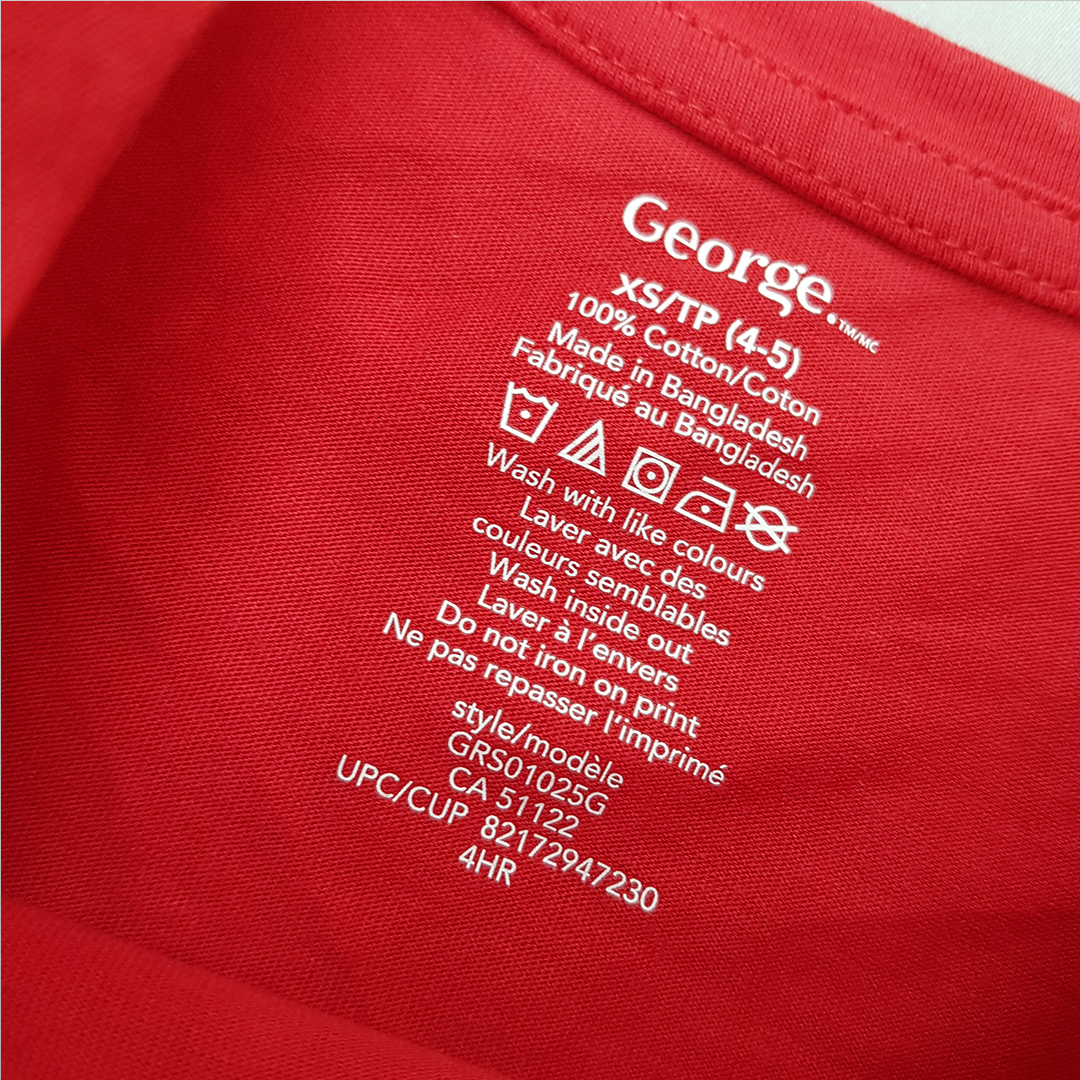 George.™/MC
XS/TP (4-5)
100% Cotton/Coton
Made in Bangladesh
Fabriqué au Bangladesh
Wash with like colours
Laver avec des
couleurs semblables
Wash inside out
Laver à l'envers
Do not iron on print
Ne pas repasser l'imprimé
style/modèle
GRS01025G
CA 51122
UPC/CUP 82172947230
4HR